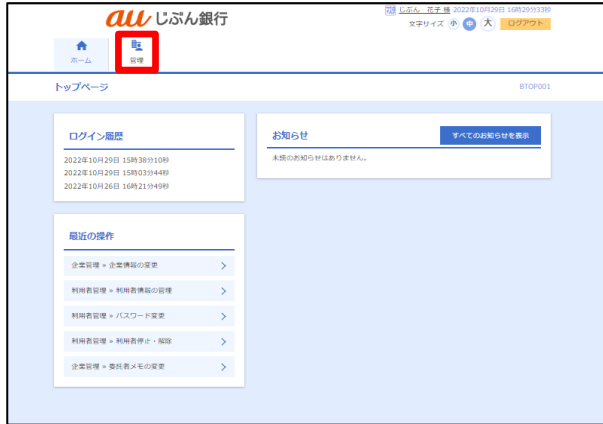 au じぶん銀行
じぶん 花子 様 2022年10月29日 16時29分33秒
文字サイズ 小 中 大 ログアウト
ホーム
管理
トップページ
BTOP001
ログイン履歴
2022年10月29日 15時38分10秒
2022年10月29日 15時03分44秒
2022年10月26日 16時21分49秒
お知らせ
すべてのお知らせを表示
未読のお知らせはありません。
最近の操作
企業管理 » 企業情報の変更
利用者管理 » 利用者情報の管理
利用者管理 » パスワード変更
利用者管理 » 利用者停止・解除
企業管理 » 委託者メモの変更